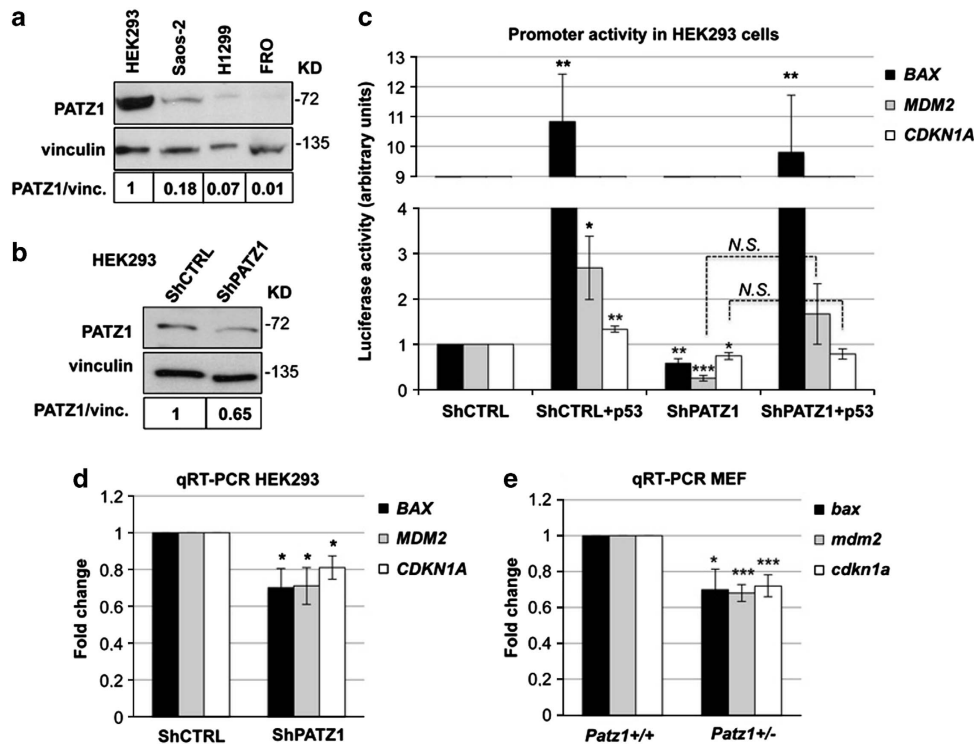 a
HEK293
Saos-2
H1299
FRO
KD
PATZ1
-72
vinculin
-135
PATZ1/vinc.
1
0.18
0.07
0.01
b
HEK293
ShCTRL
ShPATZ1
KD
PATZ1
-72
vinculin
-135
PATZ1/vinc.
1
0.65
c
Promoter activity in HEK293 cells
Luciferase activity (arbitrary units)
13
12
11
10
9
4
3
2
1
0
**
*
**
**
***
*
**
N.S.
N.S.
ShCTRL
ShCTRL+p53
ShPATZ1
ShPATZ1+p53
BAX
MDM2
CDKN1A
d
qRT-PCR HEK293
Fold change
1.2
1
0.8
0.6
0.4
0.2
0
*
*
*
ShCTRL
ShPATZ1
BAX
MDM2
CDKN1A
e
qRT-PCR MEF
Fold change
1.2
1
0.8
0.6
0.4
0.2
0
*
***
***
Patz1+/+
Patz1+/-
bax
mdm2
cdkn1a